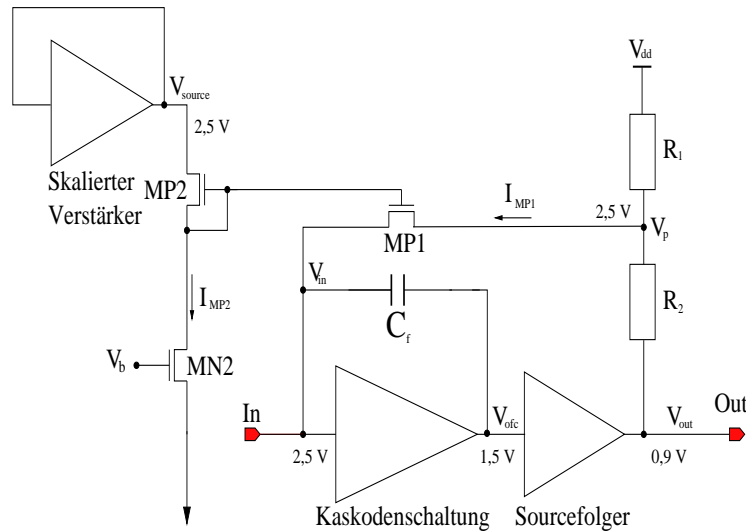 V_source
2,5 V
Skalierter
Verstärker
MP2
I_MP2
V_b
MN2
V_dd
R_1
I_MP1
2,5 V
V_p
MP1
V_in
C_f
R_2
In
2,5 V
V_ofc
1,5 V
V_out
0,9 V
Out
Kaskodenschaltung
Sourcefolger